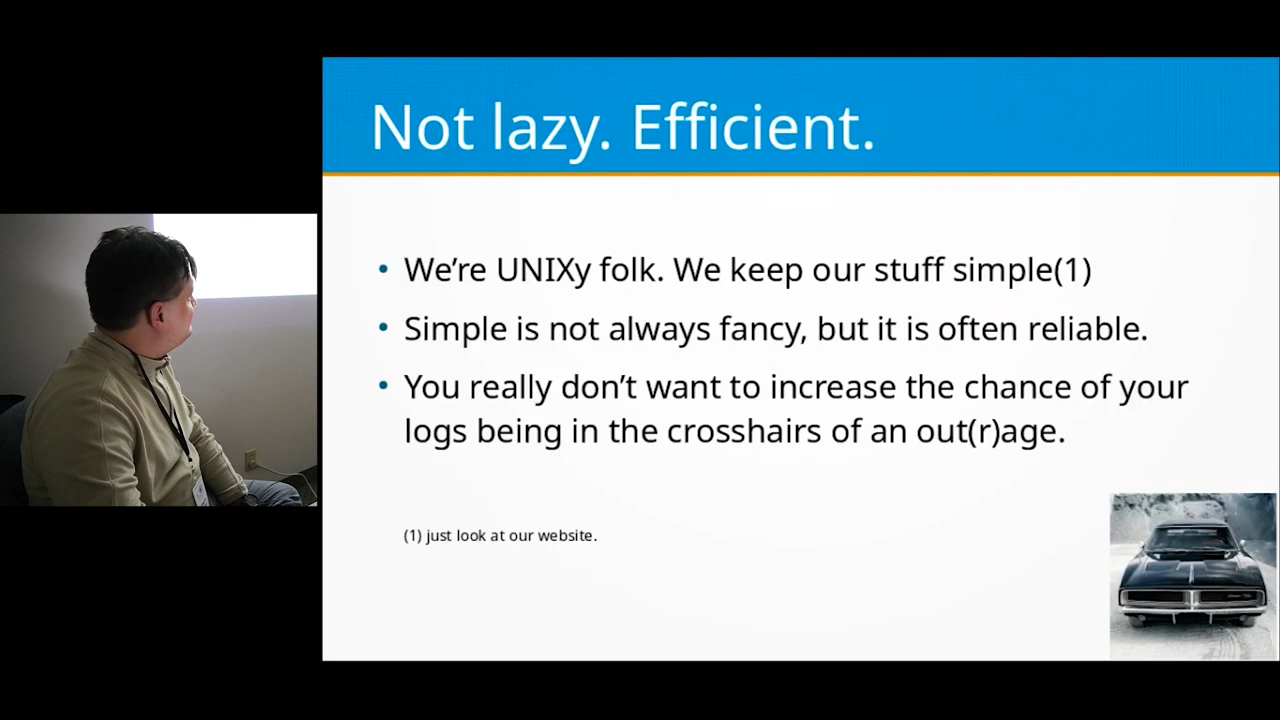 Not lazy. Efficient.
• We’re UNIXy folk. We keep our stuff simple(1)
• Simple is not always fancy, but it is often reliable.
• You really don’t want to increase the chance of your
logs being in the crosshairs of an out(r)age.
(1) just look at our website.